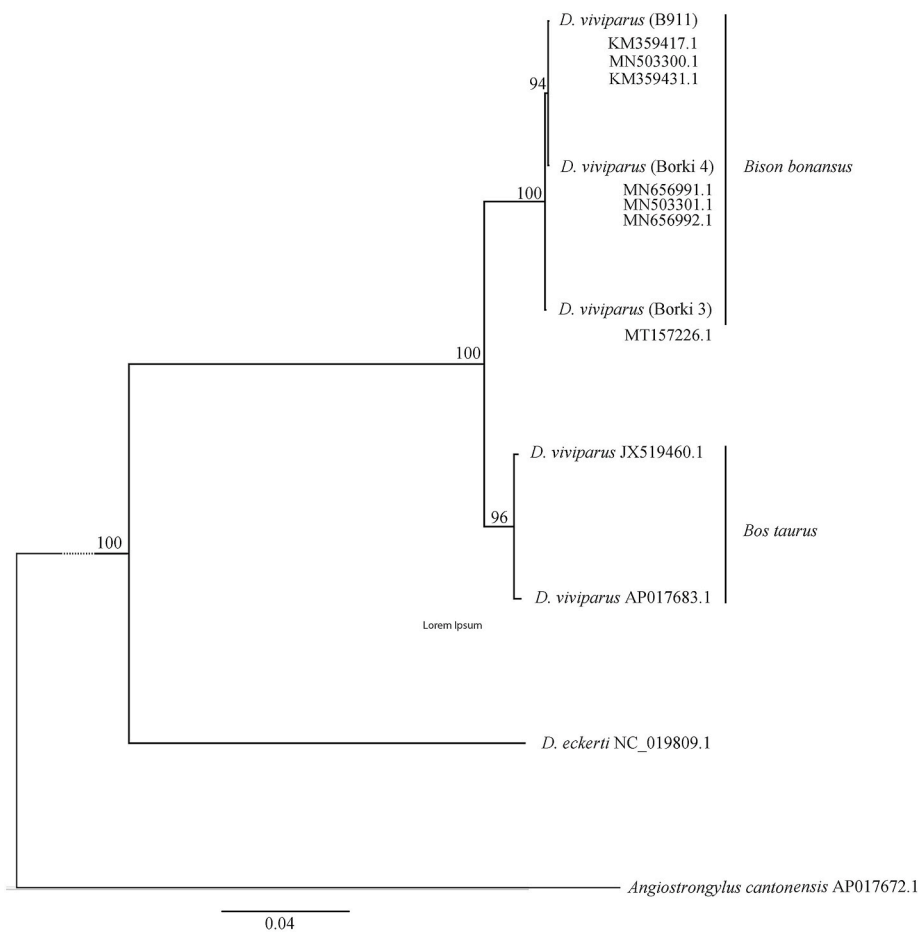 D. viviparus (B911)
KM359417.1
MN503300.1
KM359431.1
94
D. viviparus (Borki 4)
Bison bonansus
MN656991.1
MN503301.1
MN656992.1
100
D. viviparus (Borki 3)
MT157226.1
100
D. viviparus JX519460.1
96
Bos taurus
100
D. viviparus AP017683.1
Lorem Ipsum
D. eckerti NC_019809.1
Angiostrongylus cantonensis AP017672.1
0.04